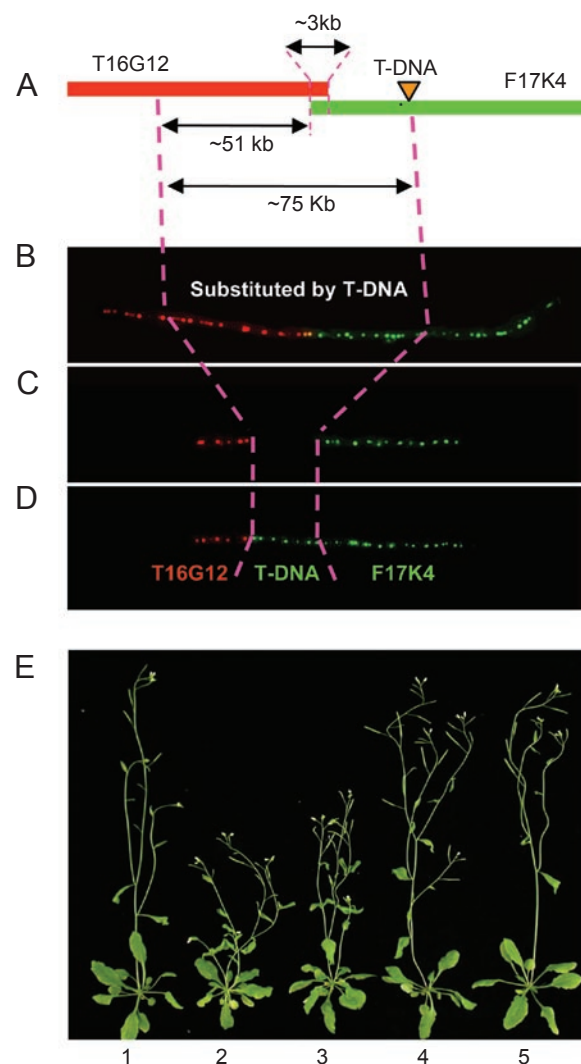 ~3kb
A
T16G12
T-DNA
F17K4
~51 kb
~75 Kb
B
Substituted by T-DNA
C
D
T16G12 T-DNA F17K4
E
1 2 3 4 5